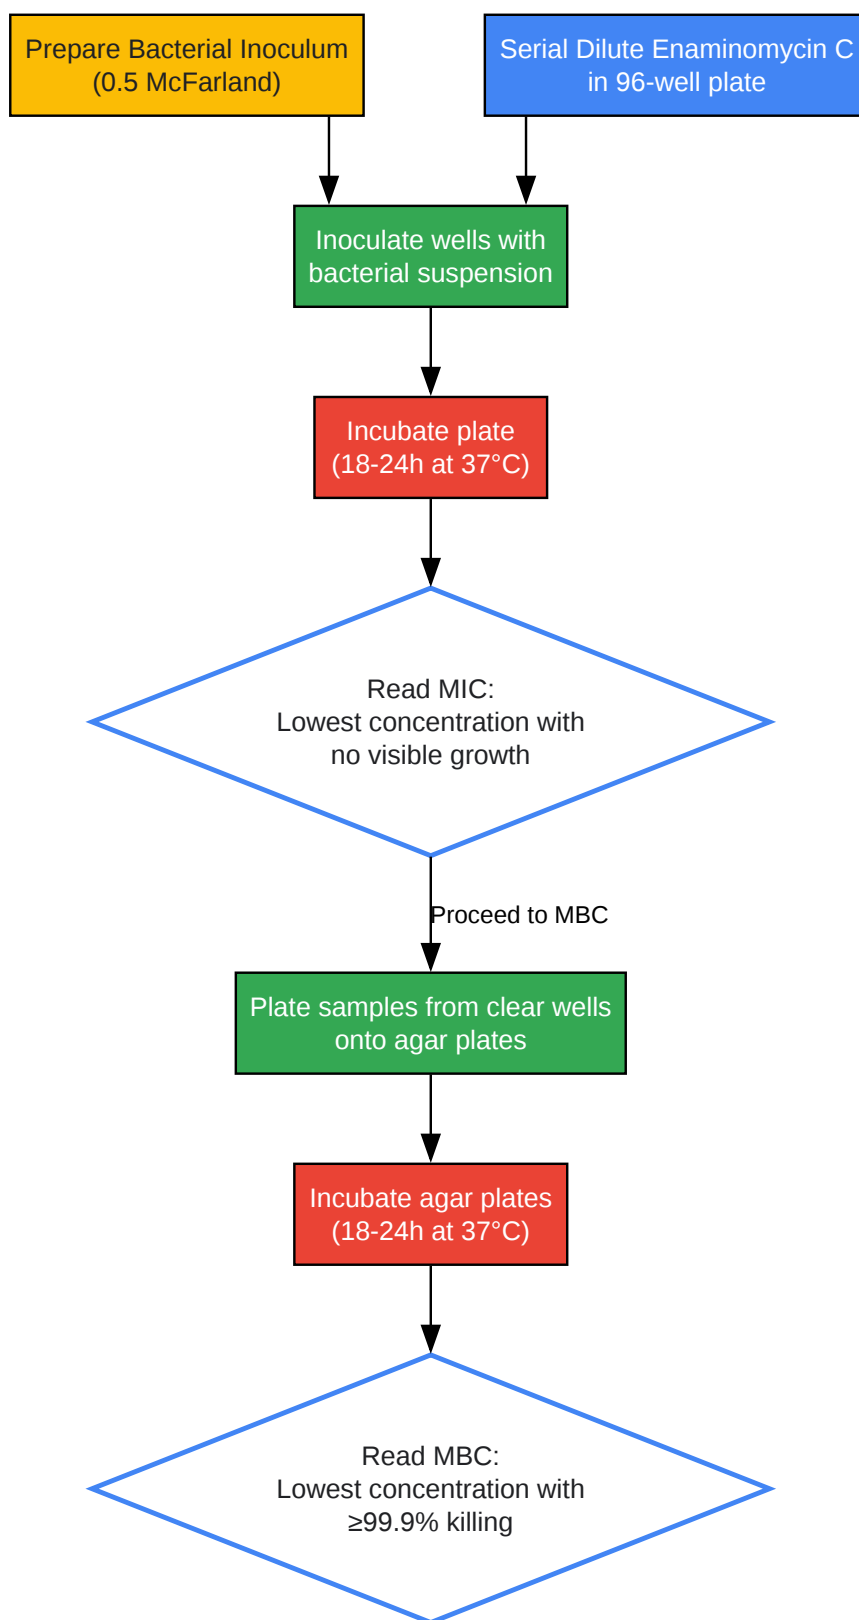 Prepare Bacterial Inoculum
(0.5 McFarland)
Serial Dilute Enaminomycin C
in 96-well plate
Inoculate wells with
bacterial suspension
Incubate plate
(18-24h at 37°C)
Read MIC:
Lowest concentration with
no visible growth
Proceed to MBC
Plate samples from clear wells
onto agar plates
Incubate agar plates
(18-24h at 37°C)
Read MBC:
Lowest concentration with
≥99.9% killing